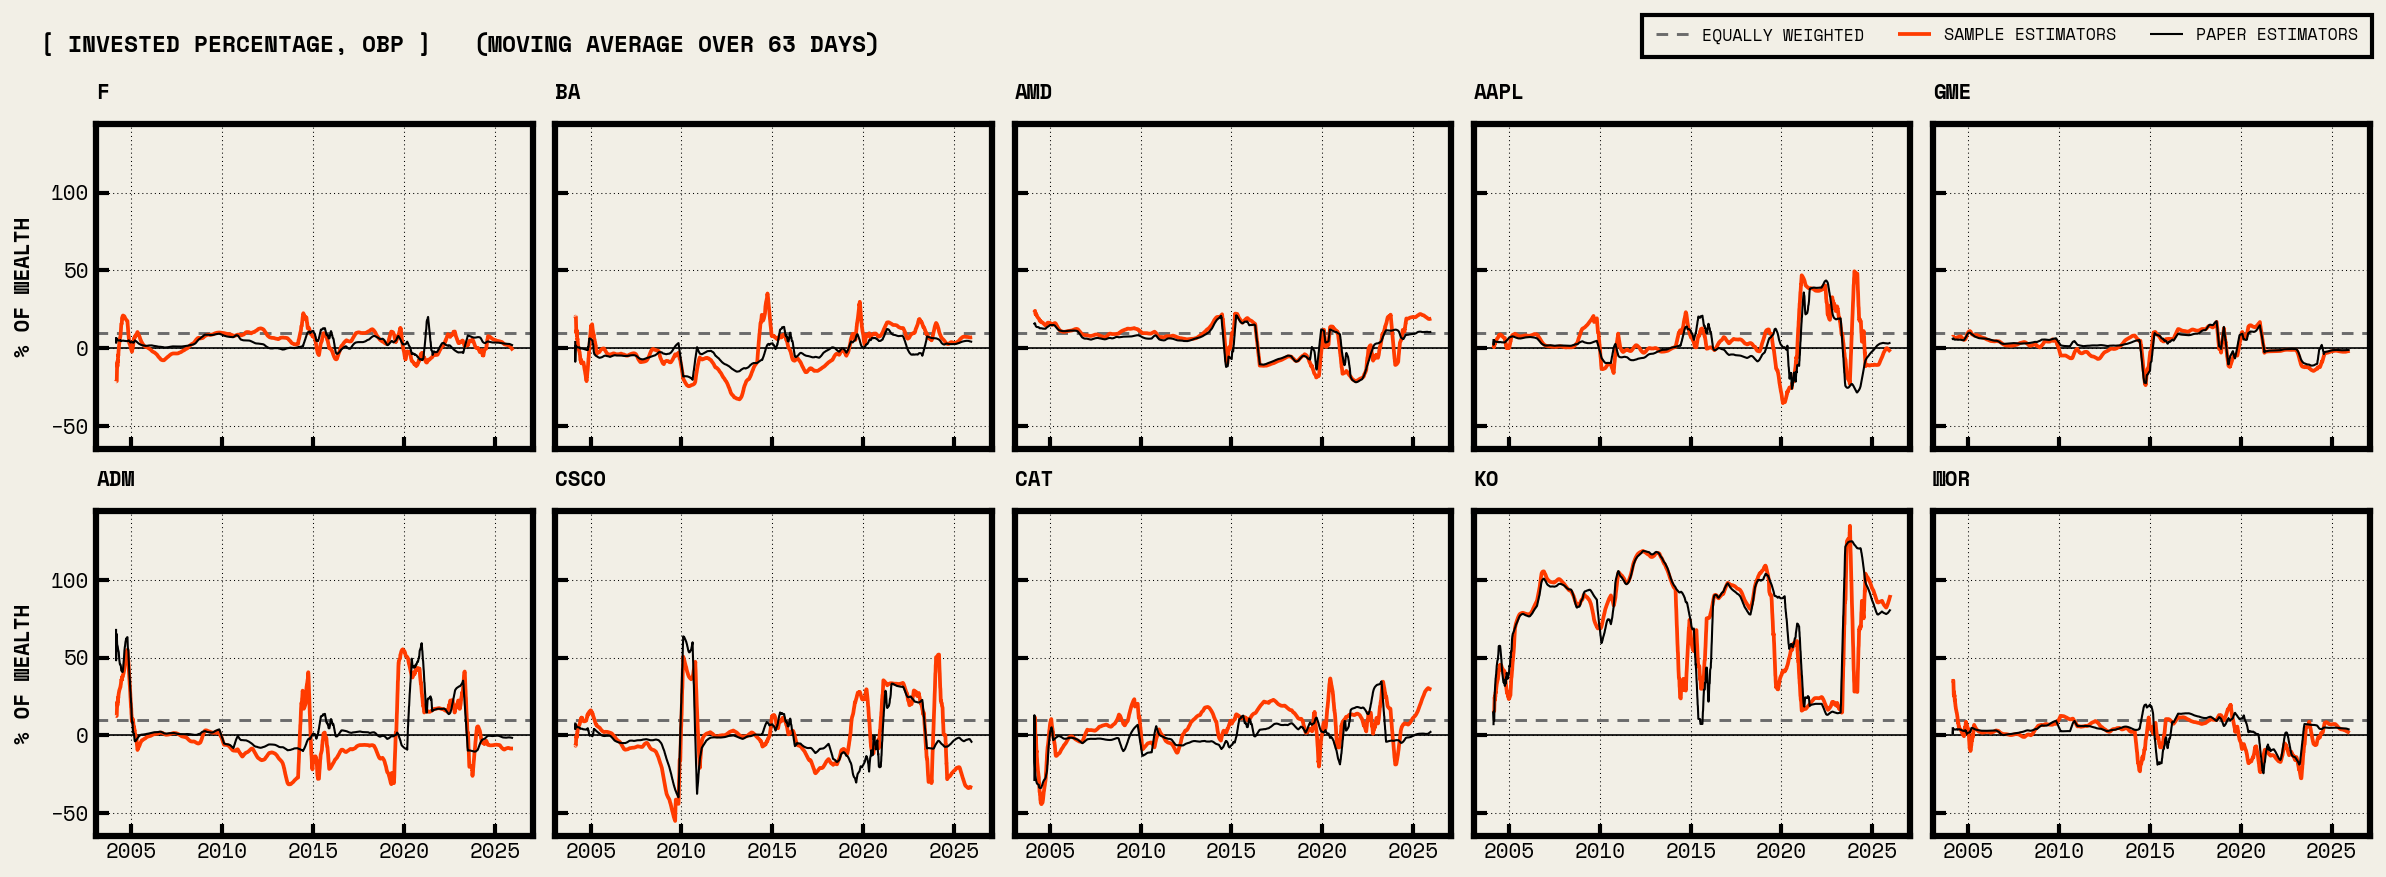 [ INVESTED PERCENTAGE, OBP ] (MOVING AVERAGE OVER 63 DAYS)
EQUALLY WEIGHTED SAMPLE ESTIMATORS PAPER ESTIMATORS
F BA AMD AAPL GME
100
50
0
−50
% OF WEALTH
ADM CSCO CAT KO WOR
100
50
0
−50
% OF WEALTH
2005 2010 2015 2020 2025 2005 2010 2015 2020 2025 2005 2010 2015 2020 2025 2005 2010 2015 2020 2025 2005 2010 2015 2020 2025